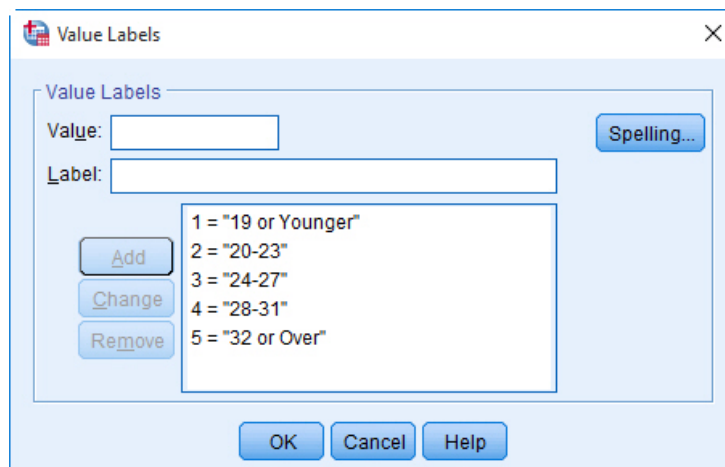 Value Labels
Value Labels
Value:
Spelling...
Label:
1 = "19 or Younger"
2 = "20-23"
3 = "24-27"
4 = "28-31"
5 = "32 or Over"
Add
Change
Remove
OK Cancel Help